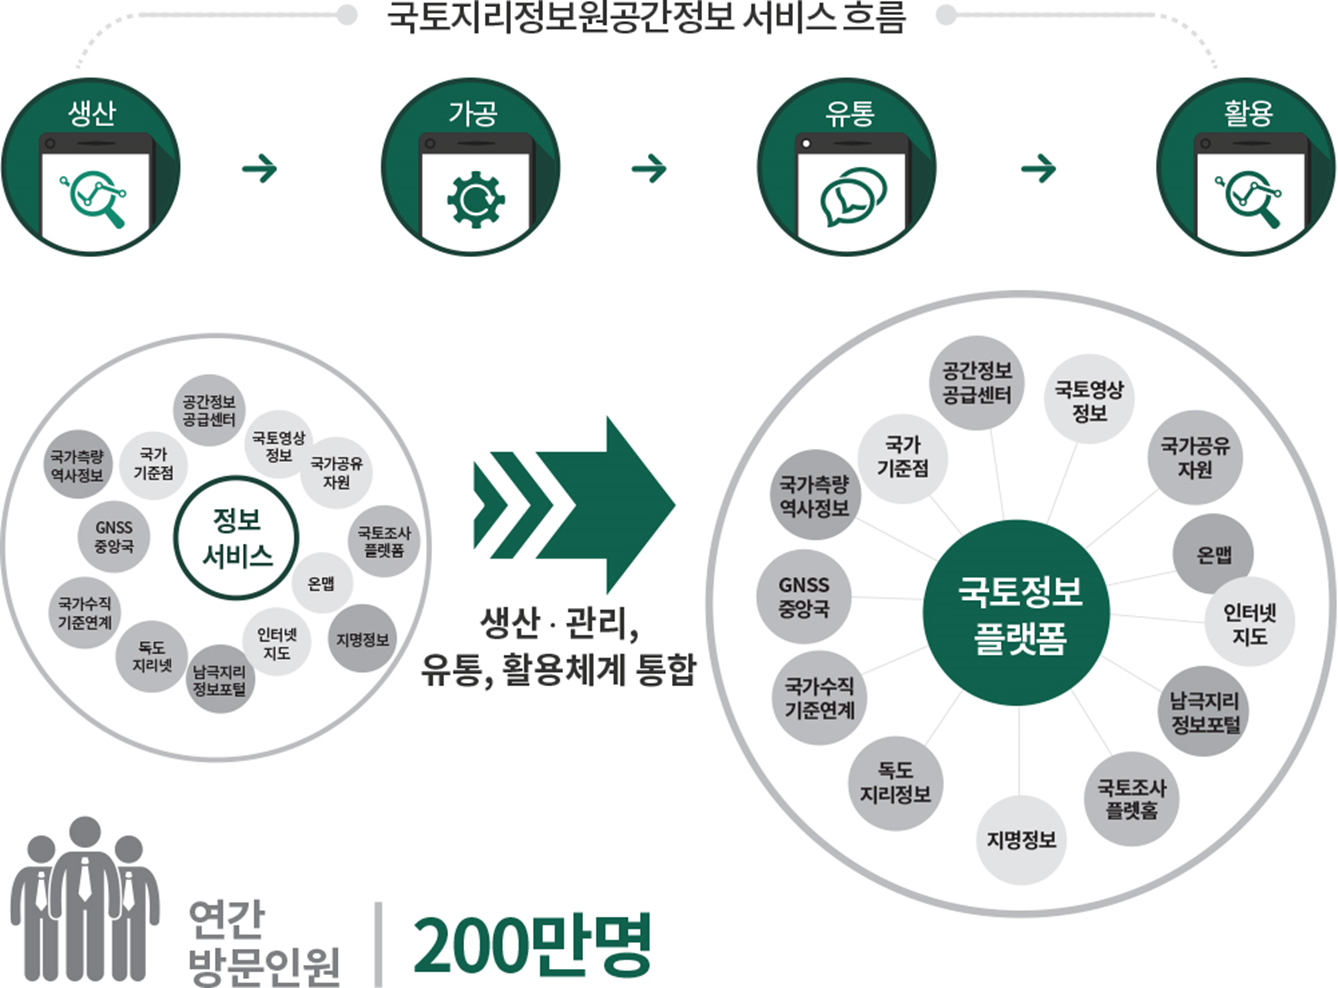 국토지리정보원공간정보 서비스 흐름
생산
가공
유통
활용
공간정보
공급센터
국토영상
정보
국가공유
자원
국가측량
역사정보
국가
기준점
GNSS
중앙국
정보
서비스
국토조사
플렛폼
온맵
국가수직
기준연계
독도
지리넷
남극지리
정보포털
인터넷
지도
지명정보
생산 · 관리,
유통, 활용체계 통합
공간정보
공급센터
국토영상
정보
국가
기준점
국가공유
자원
국가측량
역사정보
온맵
GNSS
중앙국
국토정보
플랫폼
인터넷
지도
국가수직
기준연계
남극지리
정보포털
독도
지리정보
국토조사
플렛홈
지명정보
연간
방문인원
200만명